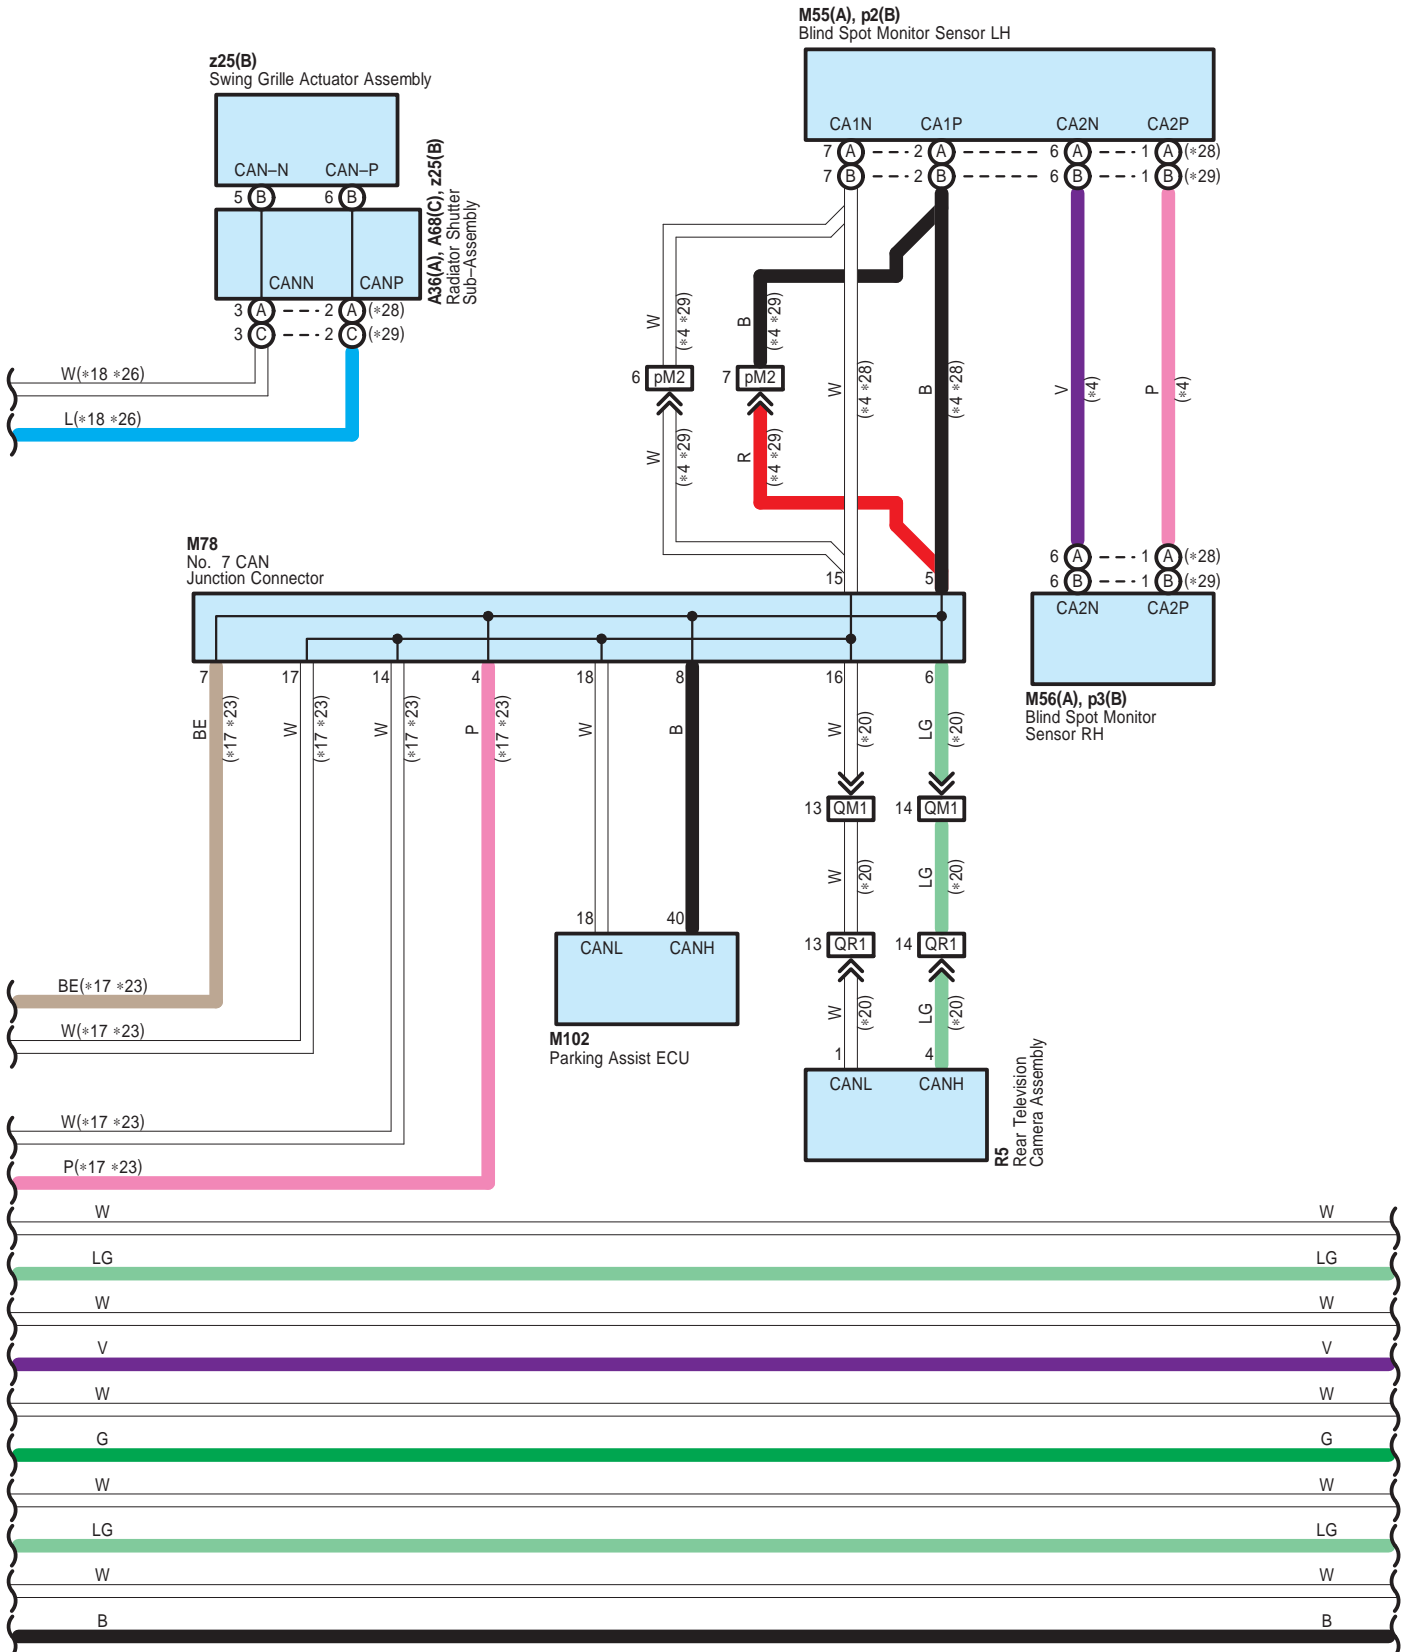 M55(A), p2(B)
Blind Spot Monitor Sensor LH
z25(B)
Swing Grille Actuator Assembly
CA1N CA1P CA2N CA2P
7 A 2 A 6 A 1 A (*28)
7 B 2 B 6 B 1 B (*29)
CAN–N CAN–P
5 B 6 B
A36(A), A68(C), z25(B)
Radiator Shutter
Sub–Assembly
CANN CANP
3 A 2 A (*28)
3 C 2 C (*29)
W(*18 *26)
L(*18 *26)
W (*4 *29)
B (*4 *29)
6 pM2
7 pM2
W (*4 *29)
R (*4 *29)
W (*4 *28)
B (*4 *28)
V (*4)
P (*4)
M78
No. 7 CAN
Junction Connector
15 5
6 A 1 A (*28)
6 B 1 B (*29)
CA2N CA2P
M56(A), p3(B)
Blind Spot Monitor
Sensor RH
7 17 14 4 18 8 16 6
BE (*17 *23)
W (*17 *23)
W (*17 *23)
P (*17 *23)
W
B
W (*20)
LG (*20)
13 QM1 14 QM1
W (*20)
LG (*20)
18 40
CANL CANH
M102
Parking Assist ECU
13 QR1 14 QR1
W (*20)
LG (*20)
1 4
CANL CANH
R5
Rear Television
Camera Assembly
BE(*17 *23)
W(*17 *23)
W(*17 *23)
P(*17 *23)
W W
LG LG
W W
V V
W W
G G
W W
LG LG
W W
B B